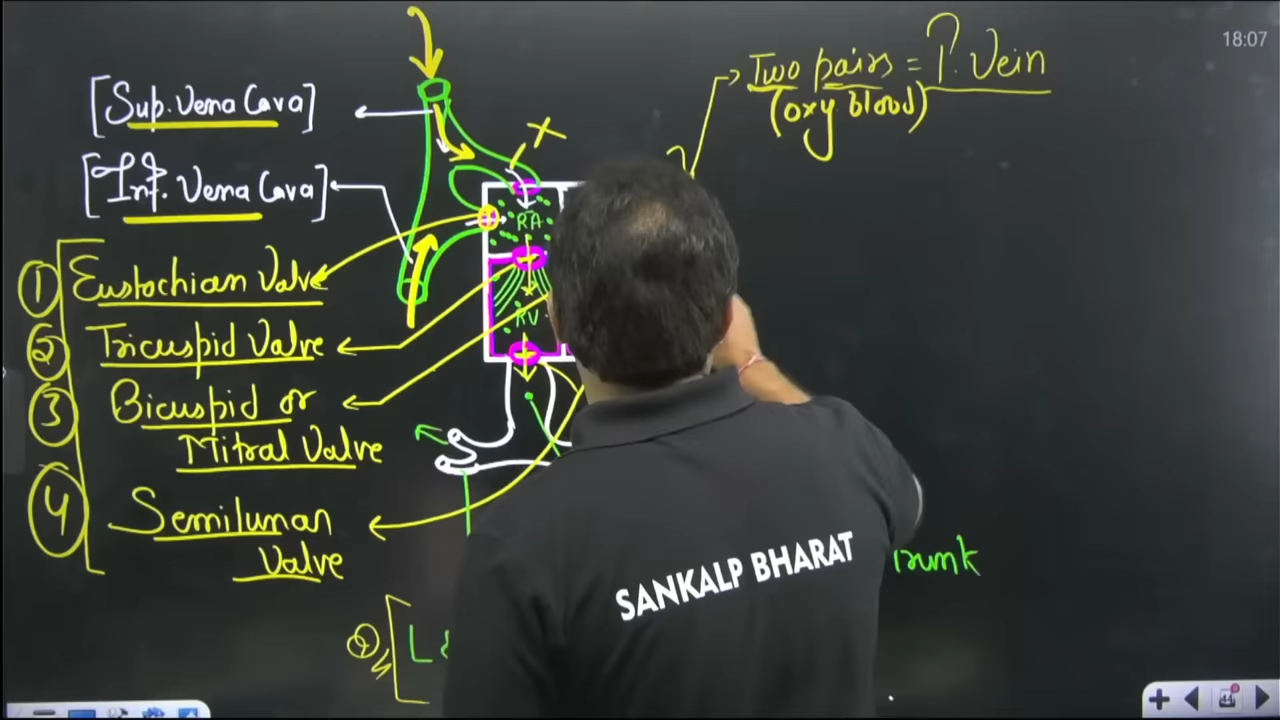 18:07
Two pairs = P. Vein
(oxy blood)
[Sup. Vena Cava]
X
[Inf. Vena Cava]
RA
① Eustachian Valve
RV
② Tricuspid Valve
③ Bicuspid or
Mitral Valve
④ Semilunar
Valve
SANKALP BHARAT
runk